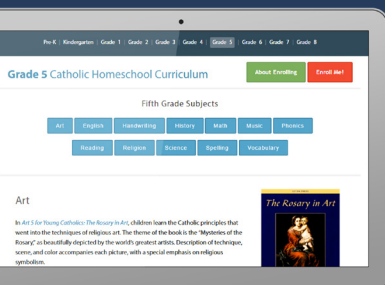 Pre-K | Kindergarten | Grade 1 | Grade 2 | Grade 3 | Grade 4 | Grade 5 | Grade 6 | Grade 7 | Grade 8
Grade 5 Catholic Homeschool Curriculum
About Enrolling
Enroll Me!
Fifth Grade Subjects
Art English Handwriting History Math Music Phonics
Reading Religion Science Spelling Vocabulary
Art
In Art 5 for Young Catholics: The Rosary in Art, children learn the Catholic principles that
went into the techniques of religious art. The theme of the book is the "Mysteries of the
Rosary," as beautifully depicted by the world's greatest artists. Description of technique,
scene, and color accompanies each picture, with a special emphasis on religious
symbolism.
The Rosary in Art